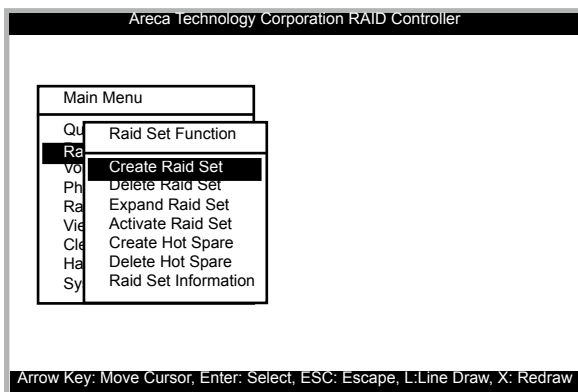 Areca Technology Corporation RAID Controller
Main Menu
Qu
Ra
Vo
Ph
Ra
Vie
Cle
Ha
Sy
Raid Set Function
Create Raid Set
Delete Raid Set
Expand Raid Set
Activate Raid Set
Create Hot Spare
Delete Hot Spare
Raid Set Information
Arrow Key: Move Cursor, Enter: Select, ESC: Escape, L:Line Draw, X: Redraw